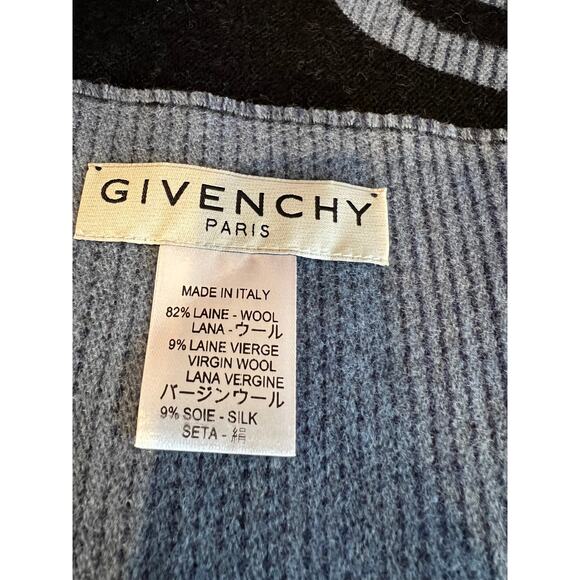 GIVENCHY
PARIS
MADE IN ITALY
82% LAINE - WOOL
LANA - ウール
9% LAINE VIERGE
VIRGIN WOOL
LANA VERGINE
バージンウール
9% SOIE - SILK
SETA - 絹